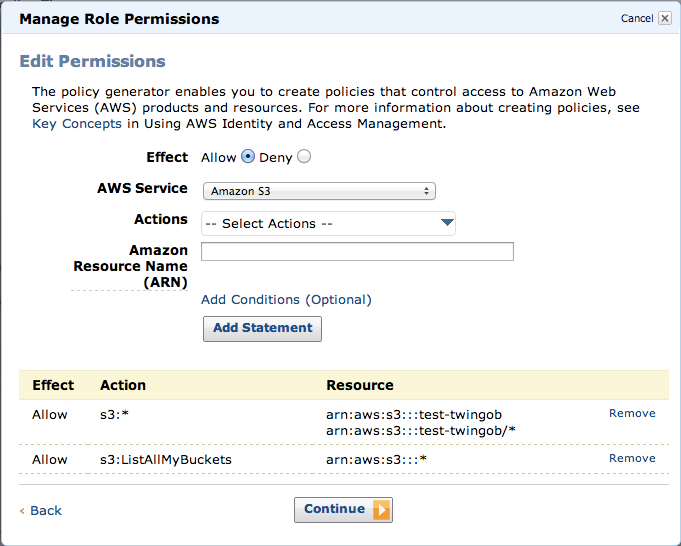 Manage Role Permissions
Cancel
Edit Permissions
The policy generator enables you to create policies that control access to Amazon Web
Services (AWS) products and resources. For more information about creating policies, see
Key Concepts in Using AWS Identity and Access Management.
Effect Allow Deny
AWS Service Amazon S3
Actions -- Select Actions --
Amazon
Resource Name
(ARN)
Add Conditions (Optional)
Add Statement
Effect Action Resource
Allow s3:* arn:aws:s3:::test-twingob Remove
arn:aws:s3:::test-twingob/*
Allow s3:ListAllMyBuckets arn:aws:s3:::* Remove
‹ Back
Continue